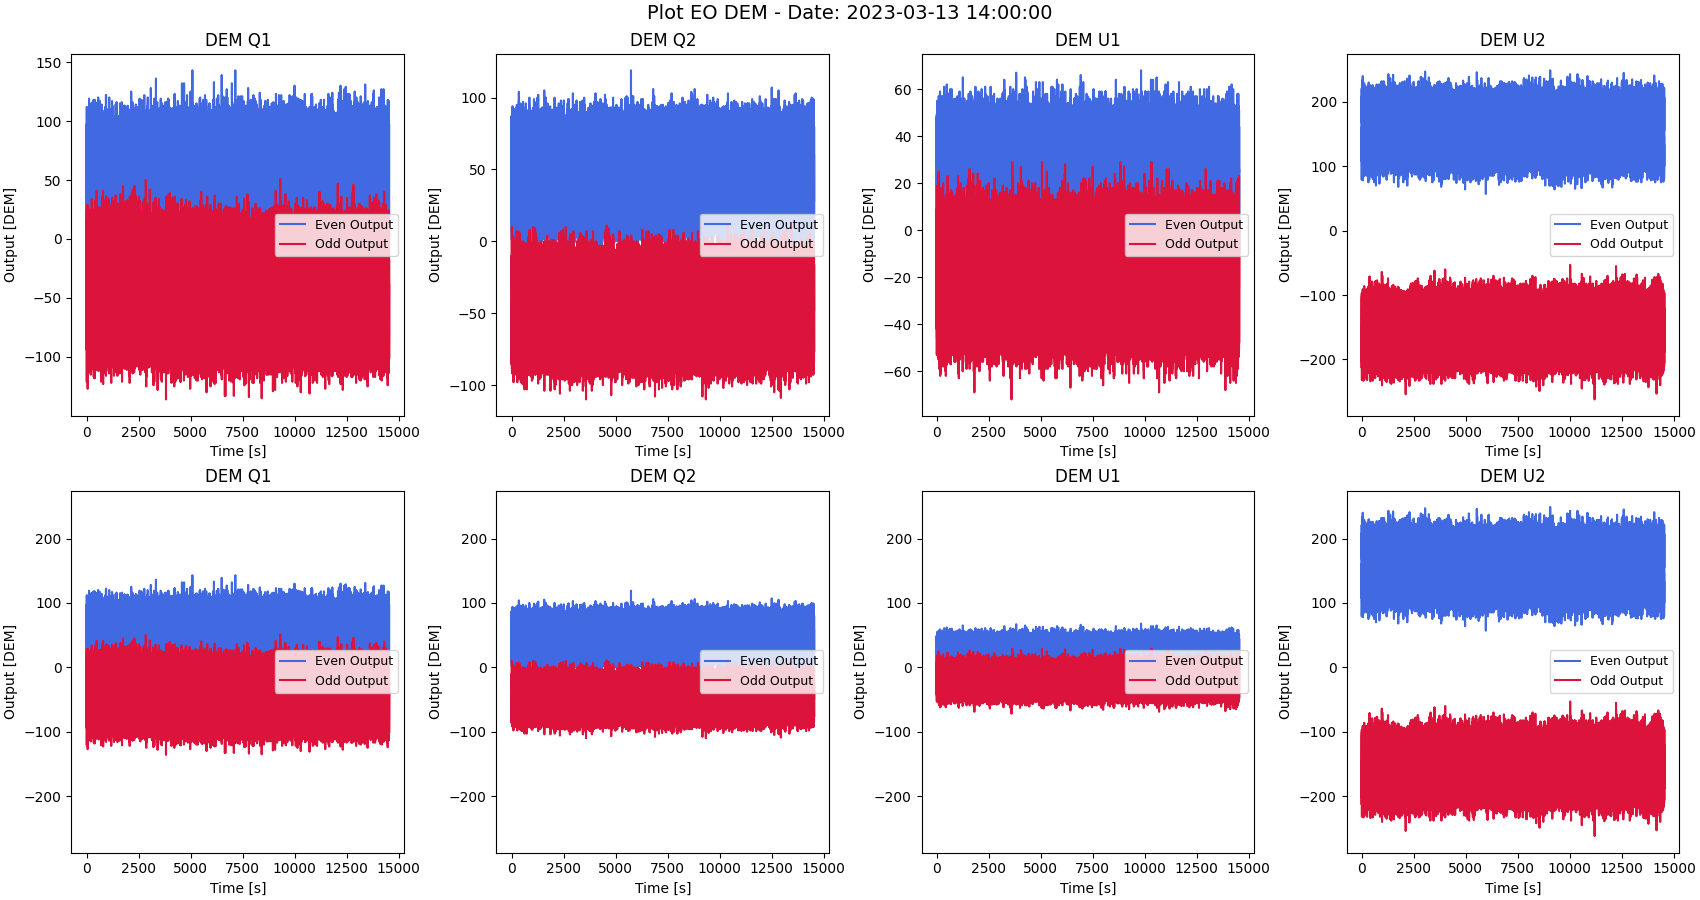 Plot EO DEM - Date: 2023-03-13 14:00:00
DEM Q1
Output [DEM]
150
100
50
0
−50
−100
Even Output
Odd Output
0 2500 5000 7500 10000 12500 15000
Time [s]
DEM Q2
Output [DEM]
100
50
0
−50
−100
Even Output
Odd Output
0 2500 5000 7500 10000 12500 15000
Time [s]
DEM U1
Output [DEM]
60
40
20
0
−20
−40
−60
Even Output
Odd Output
0 2500 5000 7500 10000 12500 15000
Time [s]
DEM U2
Output [DEM]
200
100
0
−100
−200
Even Output
Odd Output
0 2500 5000 7500 10000 12500 15000
Time [s]
DEM Q1
Output [DEM]
200
100
0
−100
−200
Even Output
Odd Output
0 2500 5000 7500 10000 12500 15000
Time [s]
DEM Q2
Output [DEM]
200
100
0
−100
−200
Even Output
Odd Output
0 2500 5000 7500 10000 12500 15000
Time [s]
DEM U1
Output [DEM]
200
100
0
−100
−200
Even Output
Odd Output
0 2500 5000 7500 10000 12500 15000
Time [s]
DEM U2
Output [DEM]
200
100
0
−100
−200
Even Output
Odd Output
0 2500 5000 7500 10000 12500 15000
Time [s]